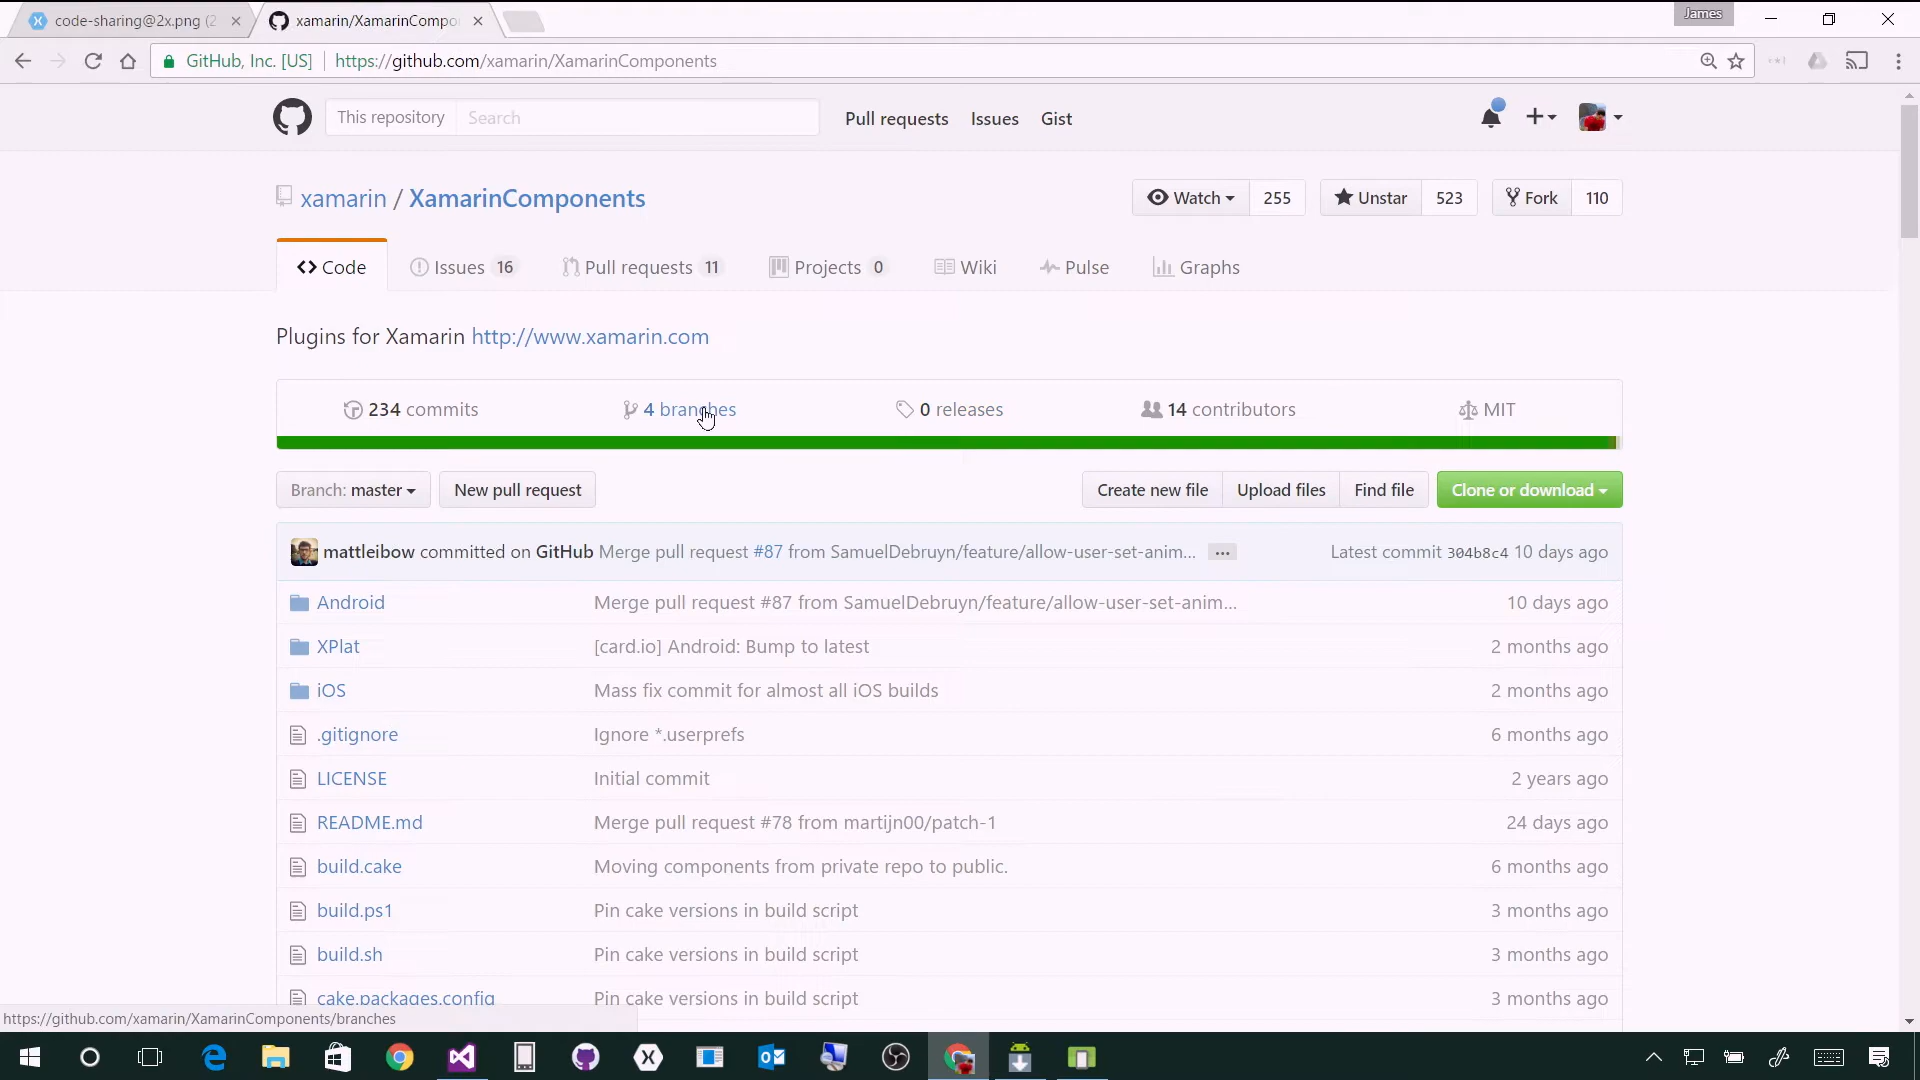 code-sharing@2x.png (2
xamarin/XamarinCompo
James
GitHub, Inc. [US] https://github.com/xamarin/XamarinComponents
This repository Search Pull requests Issues Gist
xamarin / XamarinComponents
Watch 255 Unstar 523 Fork 110
Code Issues 16 Pull requests 11 Projects 0 Wiki Pulse Graphs
Plugins for Xamarin http://www.xamarin.com
234 commits 4 branches 0 releases 14 contributors MIT
Branch: master New pull request Create new file Upload files Find file Clone or download
mattleibow committed on GitHub Merge pull request #87 from SamuelDebruyn/feature/allow-user-set-anim... ... Latest commit 304b8c4 10 days ago
Android Merge pull request #87 from SamuelDebruyn/feature/allow-user-set-anim... 10 days ago
XPlat [card.io] Android: Bump to latest 2 months ago
iOS Mass fix commit for almost all iOS builds 2 months ago
.gitignore Ignore *.userprefs 6 months ago
LICENSE Initial commit 2 years ago
README.md Merge pull request #78 from martijn00/patch-1 24 days ago
build.cake Moving components from private repo to public. 6 months ago
build.ps1 Pin cake versions in build script 3 months ago
build.sh Pin cake versions in build script 3 months ago
cake.packages.config Pin cake versions in build script 3 months ago
https://github.com/xamarin/XamarinComponents/branches